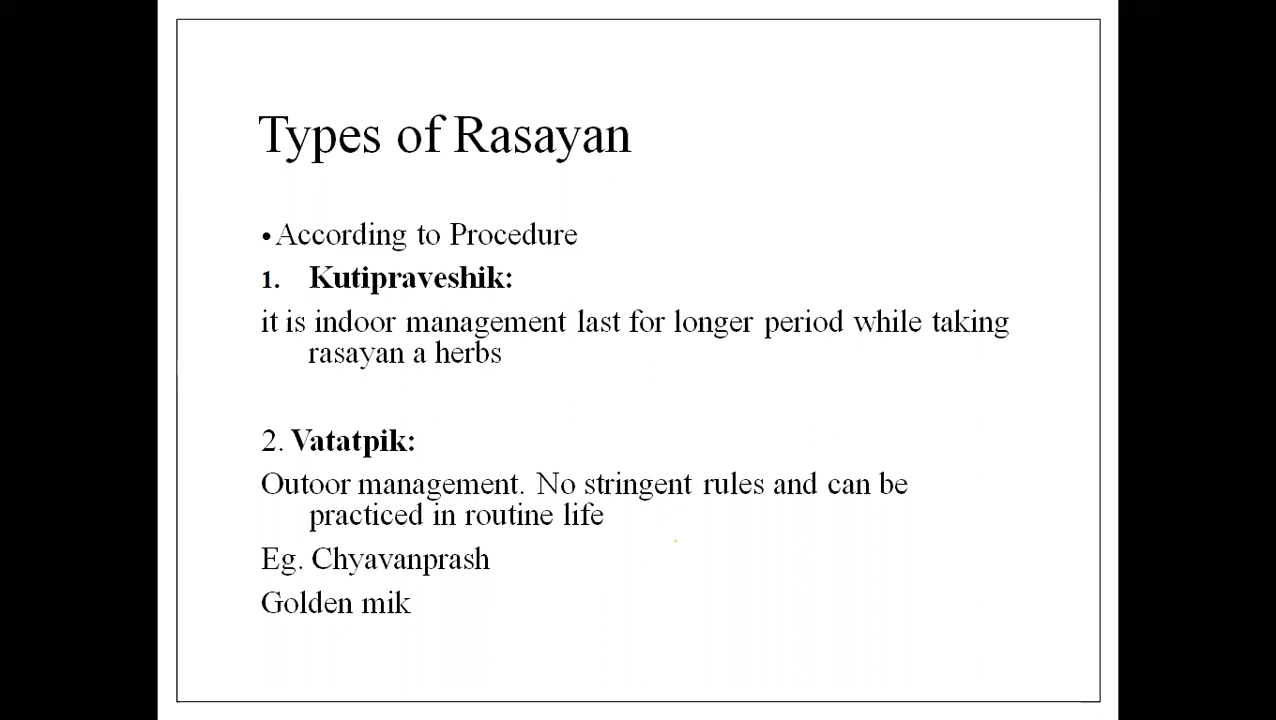 Types of Rasayan
• According to Procedure
1. Kutipraveshik:
it is indoor management last for longer period while taking
rasayan a herbs
2. Vatatpik:
Outoor management. No stringent rules and can be
practiced in routine life
Eg. Chyavanprash
Golden mik